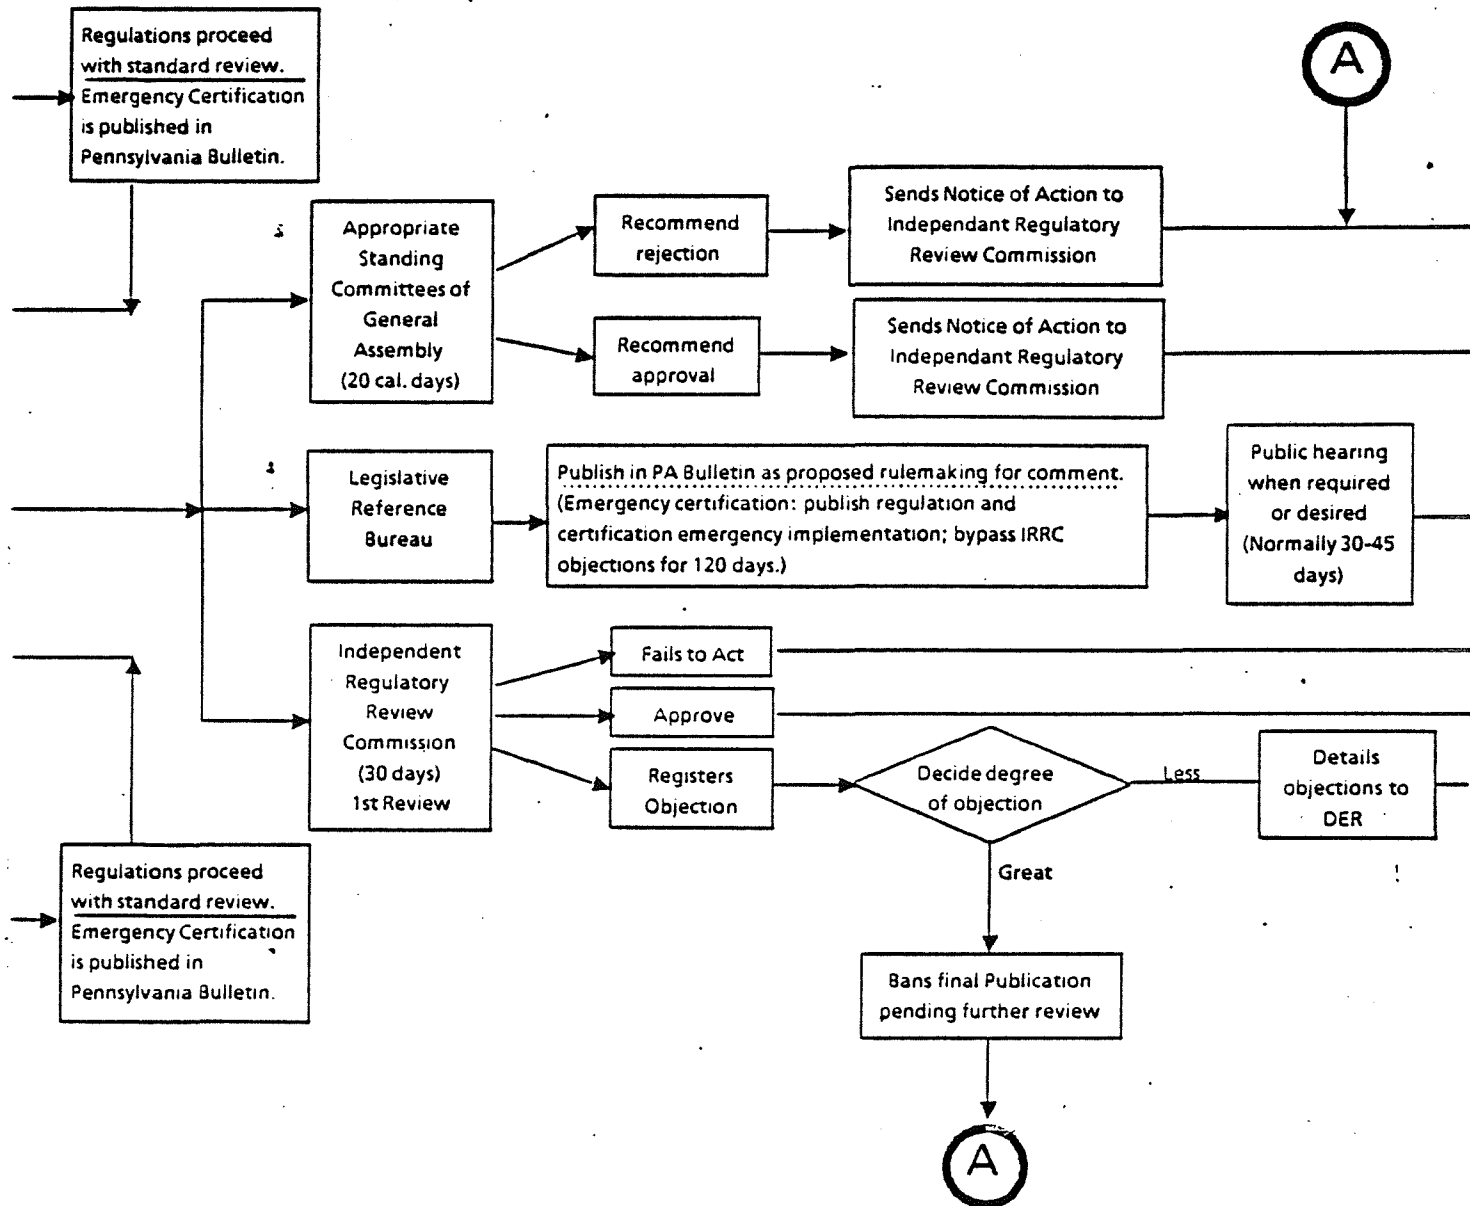 Regulations proceed
with standard review.
Emergency Certification
is published in
Pennsylvania Bulletin.
A
Appropriate
Standing
Committees of
General
Assembly
(20 cal. days)
Recommend
rejection
Sends Notice of Action to
Independant Regulatory
Review Commission
Recommend
approval
Sends Notice of Action to
Independant Regulatory
Review Commission
Legislative
Reference
Bureau
Publish in PA Bulletin as proposed rulemaking for comment.
(Emergency certification: publish regulation and
certification emergency implementation; bypass IRRC
objections for 120 days.)
Public hearing
when required
or desired
(Normally 30-45
days)
Independent
Regulatory
Review
Commission
(30 days)
1st Review
Fails to Act
Approve
Registers
Objection
Decide degree
of objection
Less
Details
objections to
DER
Great
Regulations proceed
with standard review.
Emergency Certification
is published in
Pennsylvania Bulletin.
Bans final Publication
pending further review
A